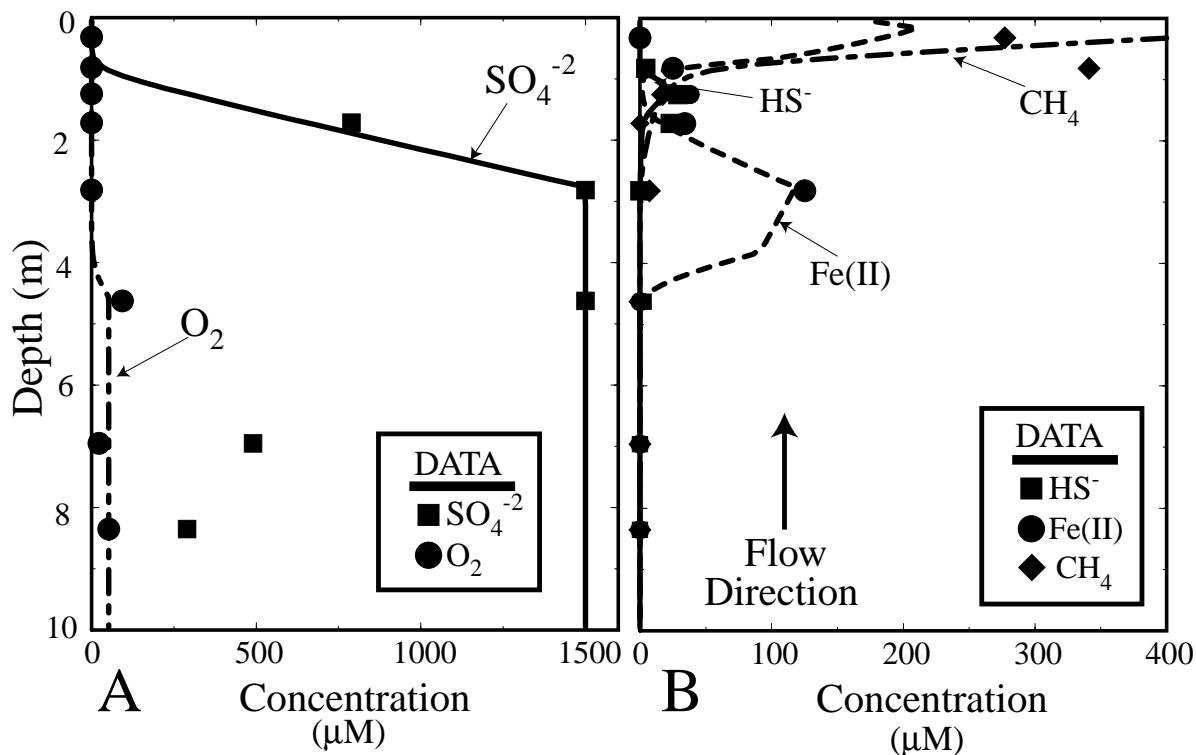 0
2
4
6
8
10
Depth (m)
SO₄⁻²
O₂
DATA
SO₄⁻²
O₂
0
500
1000
1500
A
Concentration
(µM)
HS⁻
CH₄
Fe(II)
Flow
Direction
DATA
HS⁻
Fe(II)
CH₄
0
100
200
300
400
B
Concentration
(µM)